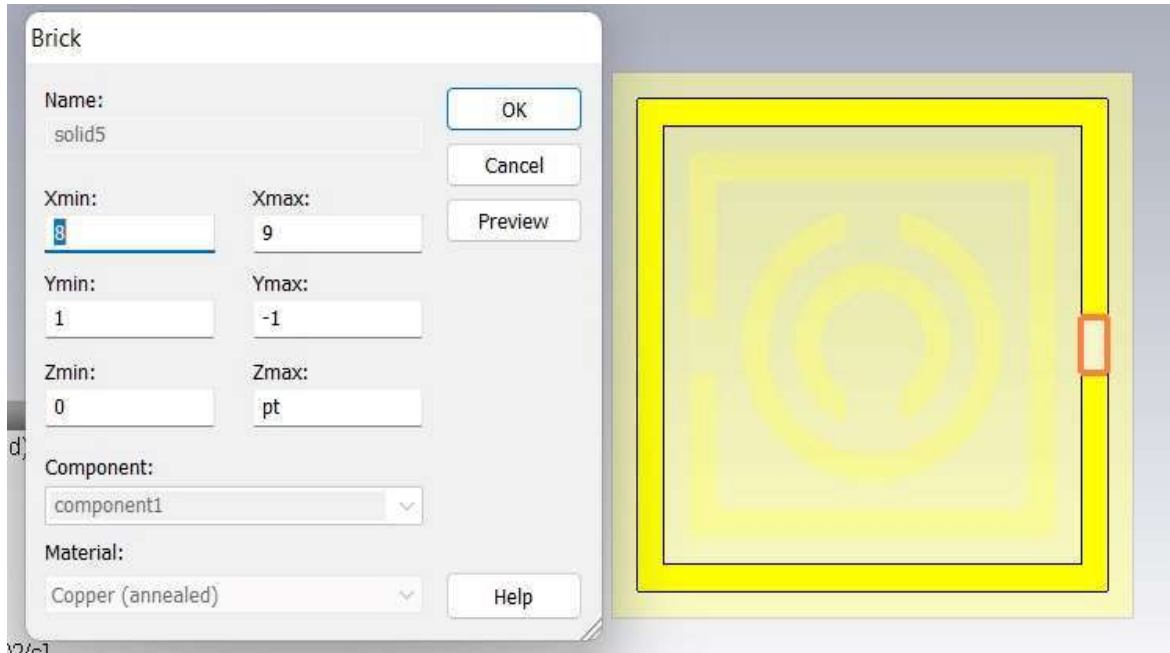 Brick
Name:
OK
solid5
Cancel
Xmin: Xmax:
Preview
8 9
Ymin: Ymax:
1 -1
Zmin: Zmax:
0 pt
d)
Component:
component1
Material:
Copper (annealed)
Help